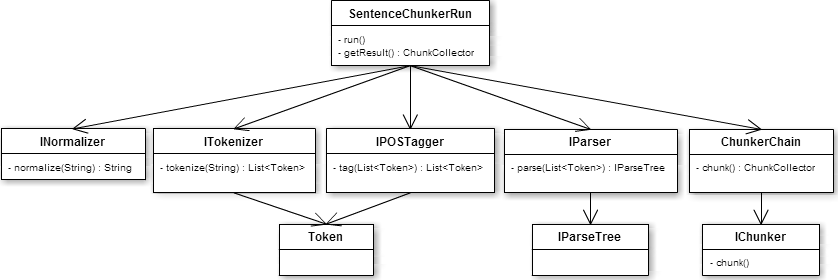 SentenceChunkerRun
- run()
- getResult() : ChunkCollector
INormalizer
- normalize(String) : String
ITokenizer
- tokenize(String) : List<Token>
IPOSTagger
- tag(List<Token>) : List<Token>
IParser
- parse(List<Token>) : IParseTree
ChunkerChain
- chunk() : ChunkCollector
Token
IParseTree
IChunker
- chunk()